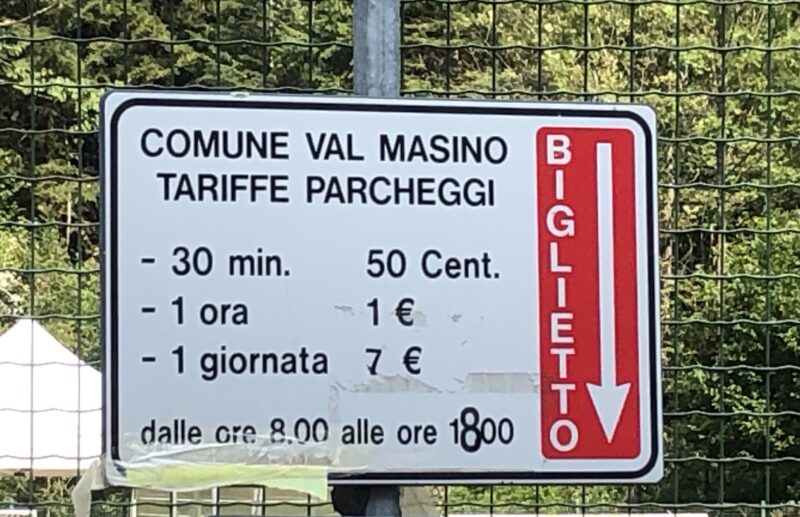 COMUNE VAL MASINO
TARIFFE PARCHEGGI
- 30 min. 50 Cent.
- 1 ora 1 €
- 1 giornata 7 €
dalle ore 8.00 alle ore 1800
BIGLIETTO